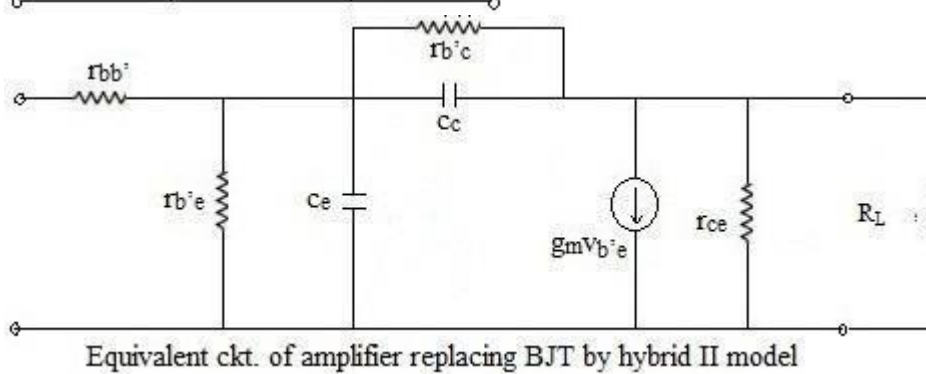 rb'c
rbb'
cc
rb'e
ce
gmvb'e
rce
RL
Equivalent ckt. of amplifier replacing BJT by hybrid II model